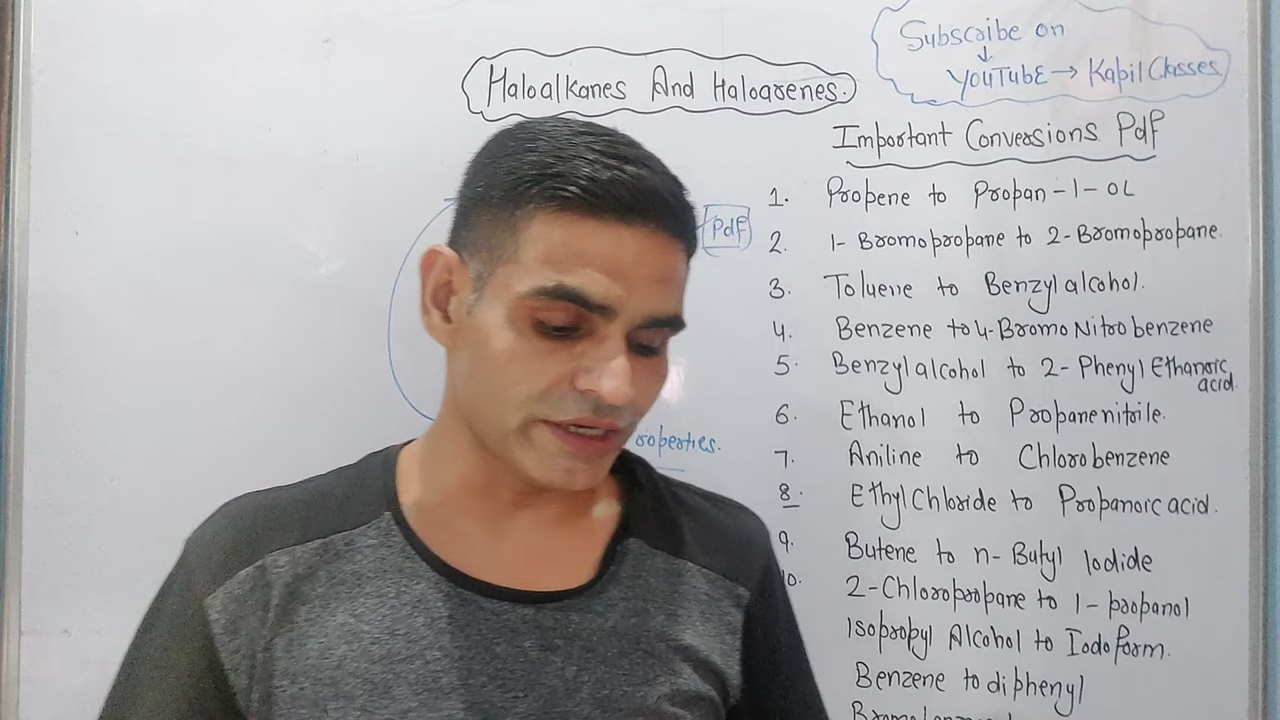 Subscribe on
↓
YouTubE → Kapil Classes
Haloalkanes And Haloarenes.
Important Conversions Pdf
1. Propene to Propan-1-OL
Pdf
2. 1-Bromopropane to 2-Bromopropane.
3. Toluene to Benzyl alcohol.
4. Benzene to 4-Bromo Nitrobenzene
5. Benzyl alcohol to 2-Phenyl Ethanoic
acid.
6. Ethanol to Propanenitrile.
roperties.
7. Aniline to Chlorobenzene
8. Ethyl Chloride to Propanoic acid.
9. Butene to n-Butyl Iodide
10. 2-Chloropropane to 1-propanol
Isopropyl Alcohol to Iodoform.
Benzene to diphenyl